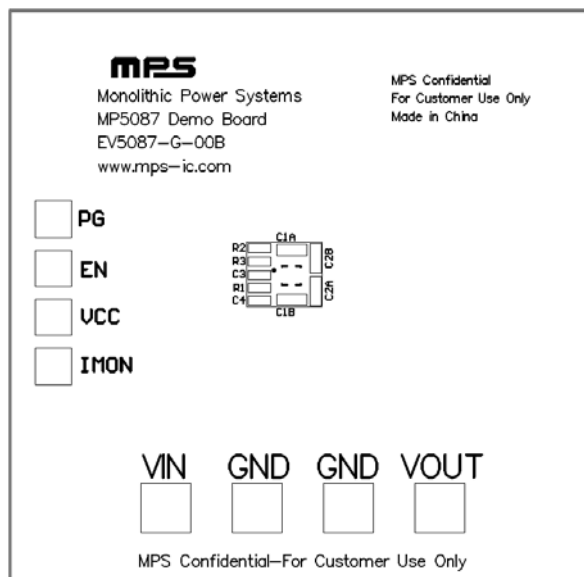 MPS
Monolithic Power Systems
MP5087 Demo Board
EV5087-G-00B
www.mps-ic.com
MPS Confidential
For Customer Use Only
Made in China
PG
EN
VCC
IMON
C1A
R2
R3
C3
R1
C4
C2B
C2A
C1B
VIN GND GND VOUT
MPS Confidential-For Customer Use Only